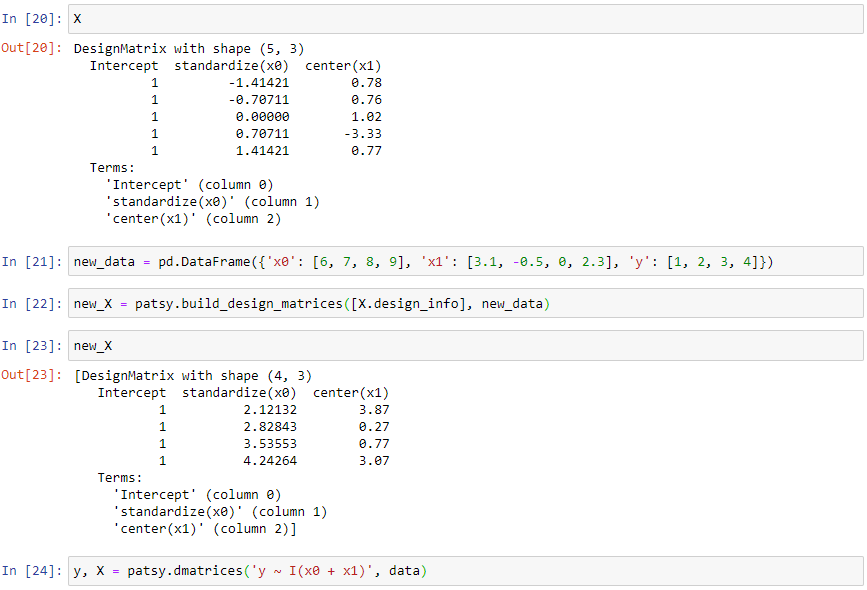 In [20]: X
Out[20]: DesignMatrix with shape (5, 3)
Intercept standardize(x0) center(x1)
1 -1.41421 0.78
1 -0.70711 0.76
1 0.00000 1.02
1 0.70711 -3.33
1 1.41421 0.77
Terms:
'Intercept' (column 0)
'standardize(x0)' (column 1)
'center(x1)' (column 2)
In [21]: new_data = pd.DataFrame({'x0': [6, 7, 8, 9], 'x1': [3.1, -0.5, 0, 2.3], 'y': [1, 2, 3, 4]})
In [22]: new_X = patsy.build_design_matrices([X.design_info], new_data)
In [23]: new_X
Out[23]: [DesignMatrix with shape (4, 3)
Intercept standardize(x0) center(x1)
1 2.12132 3.87
1 2.82843 0.27
1 3.53553 0.77
1 4.24264 3.07
Terms:
'Intercept' (column 0)
'standardize(x0)' (column 1)
'center(x1)' (column 2)]
In [24]: y, X = patsy.dmatrices('y ~ I(x0 + x1)', data)